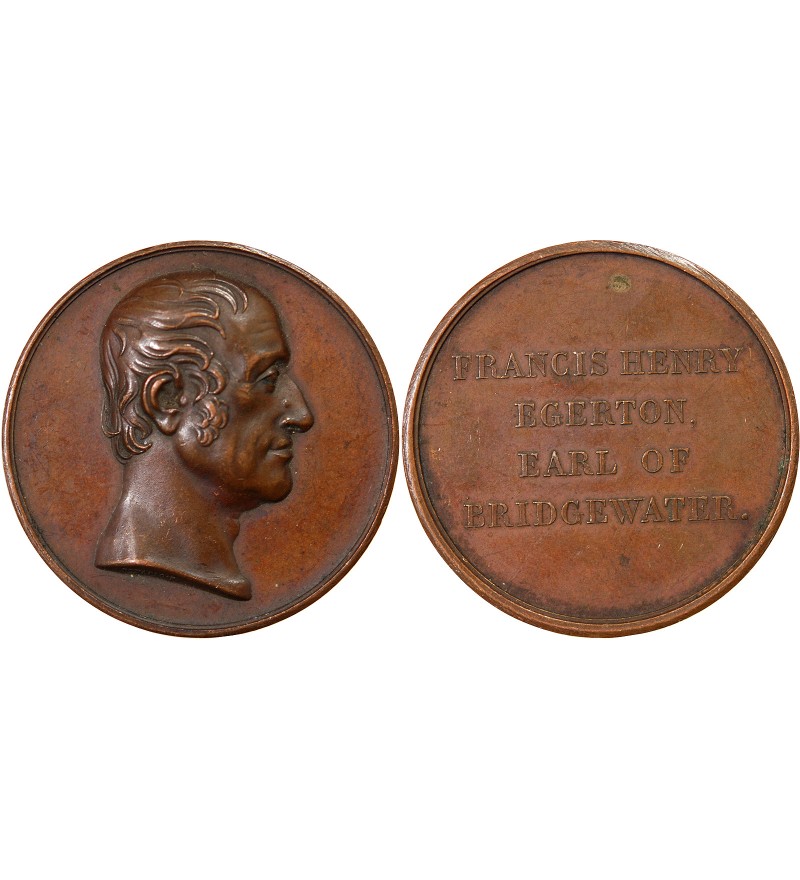 FRANCIS HENRY
EGERTON,
EARL OF
BRIDGEWATER.